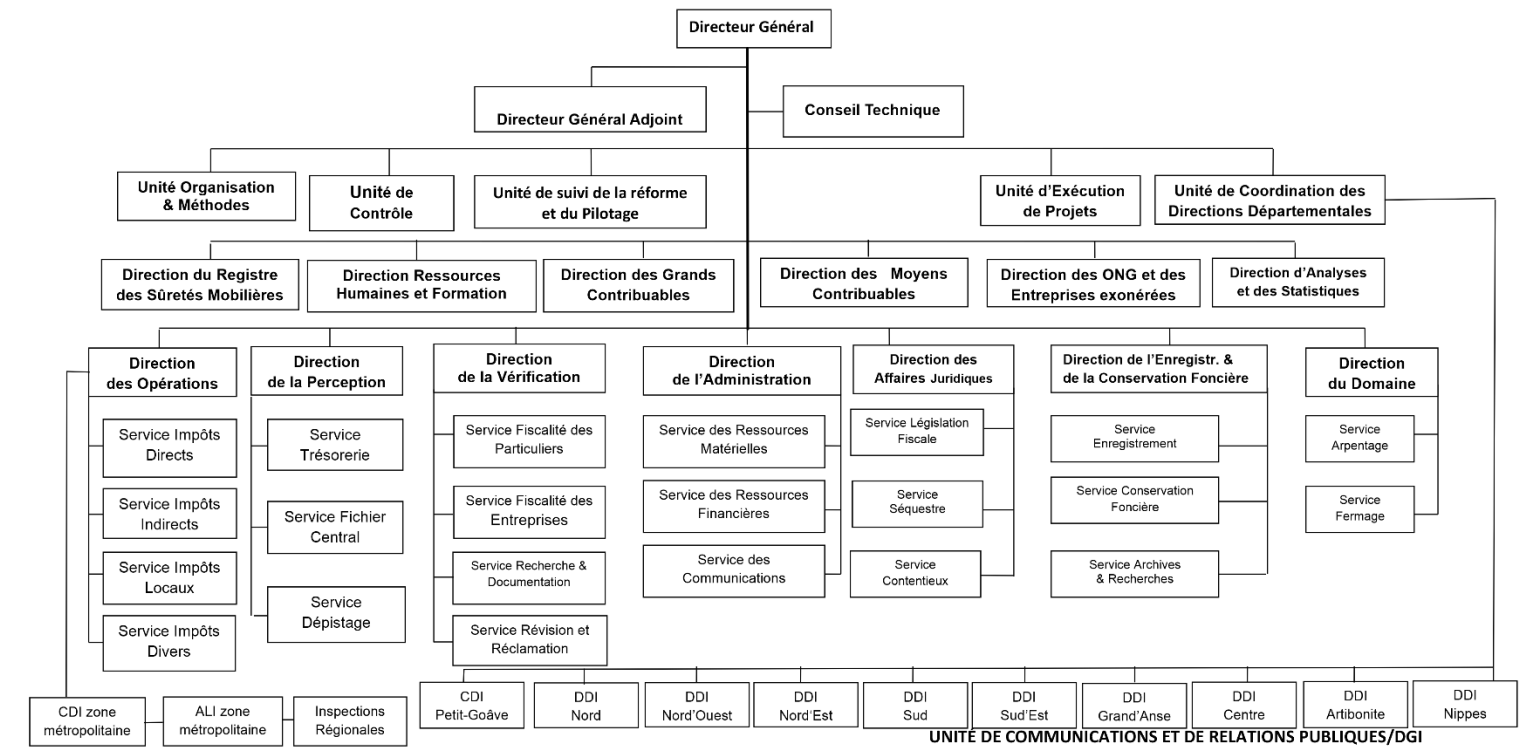 Directeur Général
Directeur Général Adjoint
Conseil Technique
Unité Organisation
& Méthodes
Unité de
Contrôle
Unité de suivi de la réforme
et du Pilotage
Unité d'Exécution
de Projets
Unité de Coordination des
Directions Départementales
Direction du Registre
des Sûretés Mobilières
Direction Ressources
Humaines et Formation
Direction des Grands
Contribuables
Direction des Moyens
Contribuables
Direction des ONG et des
Entreprises exonérées
Direction d'Analyses
et des Statistiques
Direction
des Opérations
Direction
de la Perception
Direction
de la Vérification
Direction
de l'Administration
Direction des
Affaires Juridiques
Direction de l'Enregistr. &
de la Conservation Foncière
Direction
du Domaine
Service Impôts
Directs
Service Impôts
Indirects
Service Impôts
Locaux
Service Impôts
Divers
Service
Trésorerie
Service Fichier
Central
Service
Dépistage
Service Fiscalité des
Particuliers
Service Fiscalité des
Entreprises
Service Recherche &
Documentation
Service Révision et
Réclamation
Service des Ressources
Matérielles
Service des Ressources
Financières
Service des
Communications
Service Législation
Fiscale
Service
Séquestre
Service
Contentieux
Service
Enregistrement
Service Conservation
Foncière
Service Archives
& Recherches
Service
Arpentage
Service
Fermage
CDI zone
métropolitaine
ALI zone
métropolitaine
Inspections
Régionales
CDI
Petit-Goâve
DDI
Nord
DDI
Nord'Ouest
DDI
Nord'Est
DDI
Sud
DDI
Sud'Est
DDI
Grand'Anse
DDI
Centre
DDI
Artibonite
DDI
Nippes
UNITÉ DE COMMUNICATIONS ET DE RELATIONS PUBLIQUES/DGI